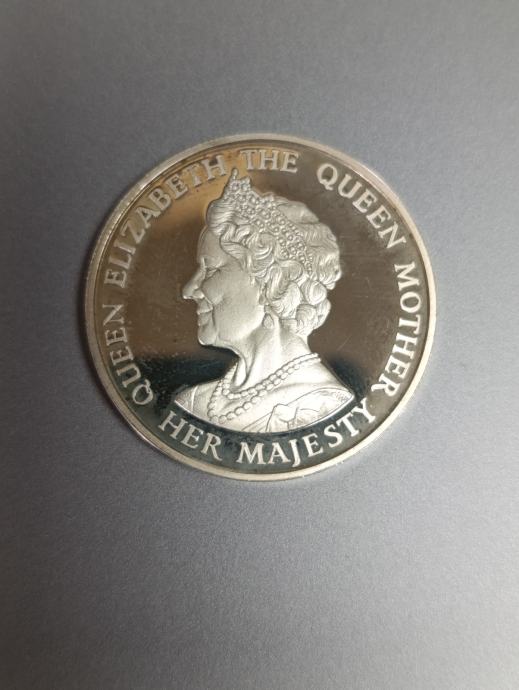 HER MAJESTY
QUEEN ELIZABETH THE QUEEN MOTHER